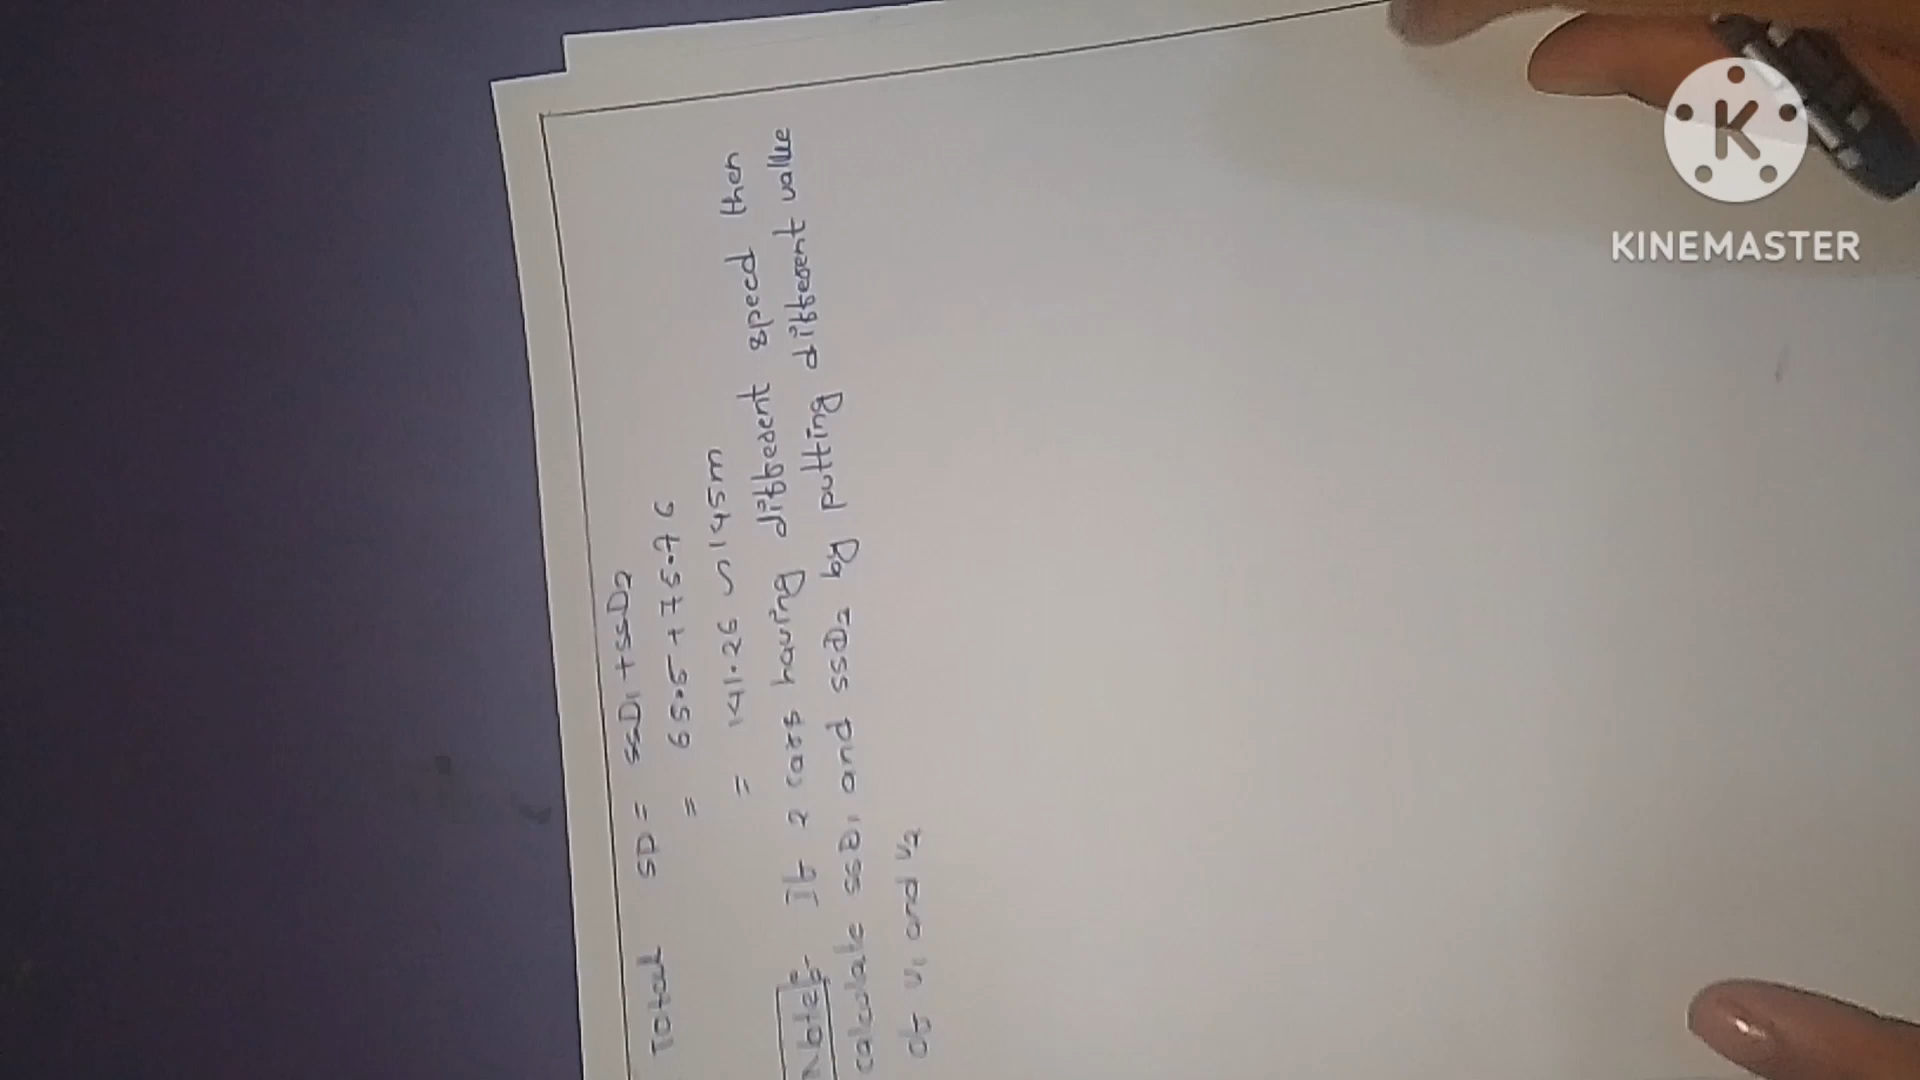 Total SD = SSD1 + SSD2
= 65.5 + 75.76
= 141.26 ~ 145m
Note:- If 2 cars having different speed then
calculate SSD1 and SSD2 by putting different value
of v1 and v2
K
KINEMASTER